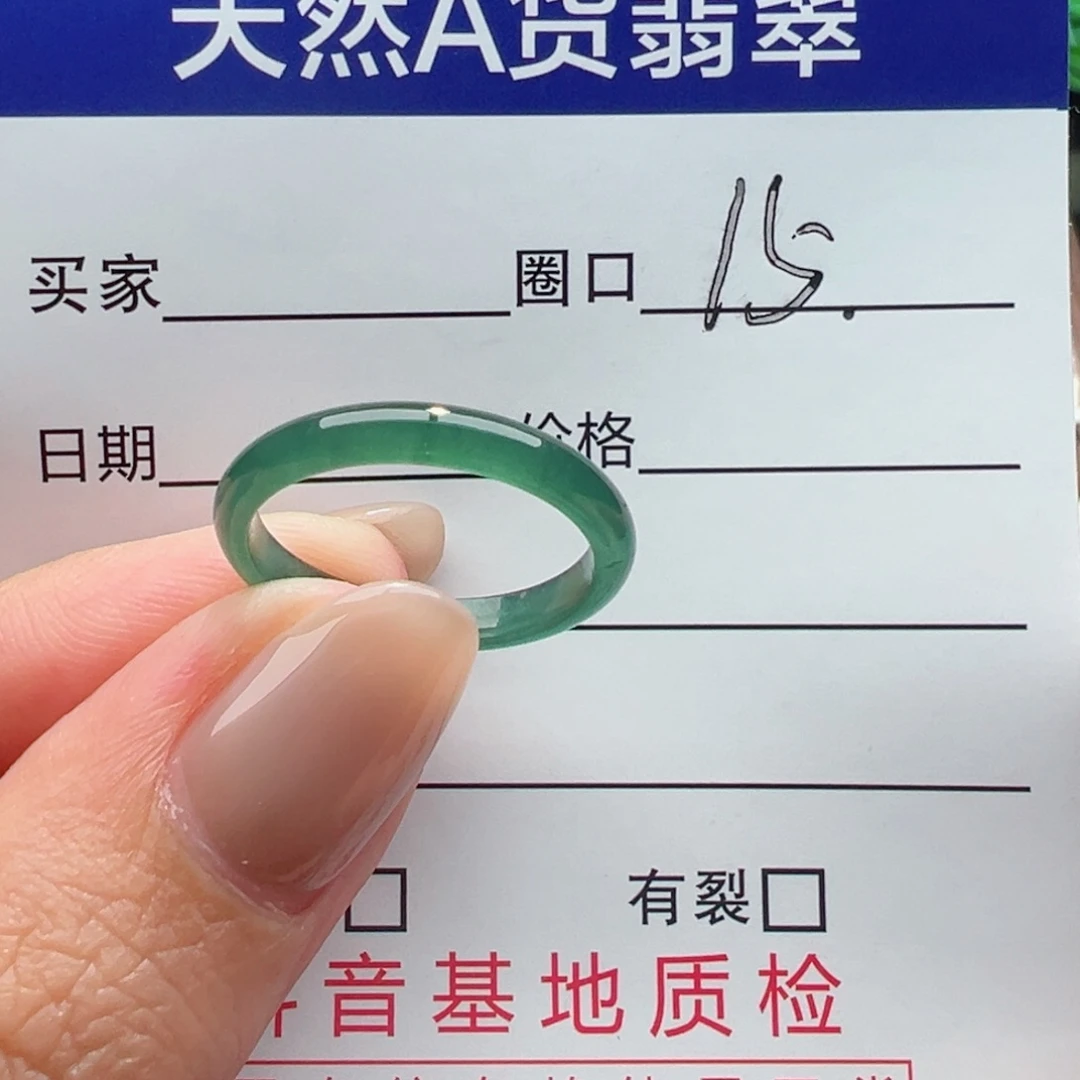 天然A货翡翠
买家 圈口 15.
日期 价格
有裂
音基地质检